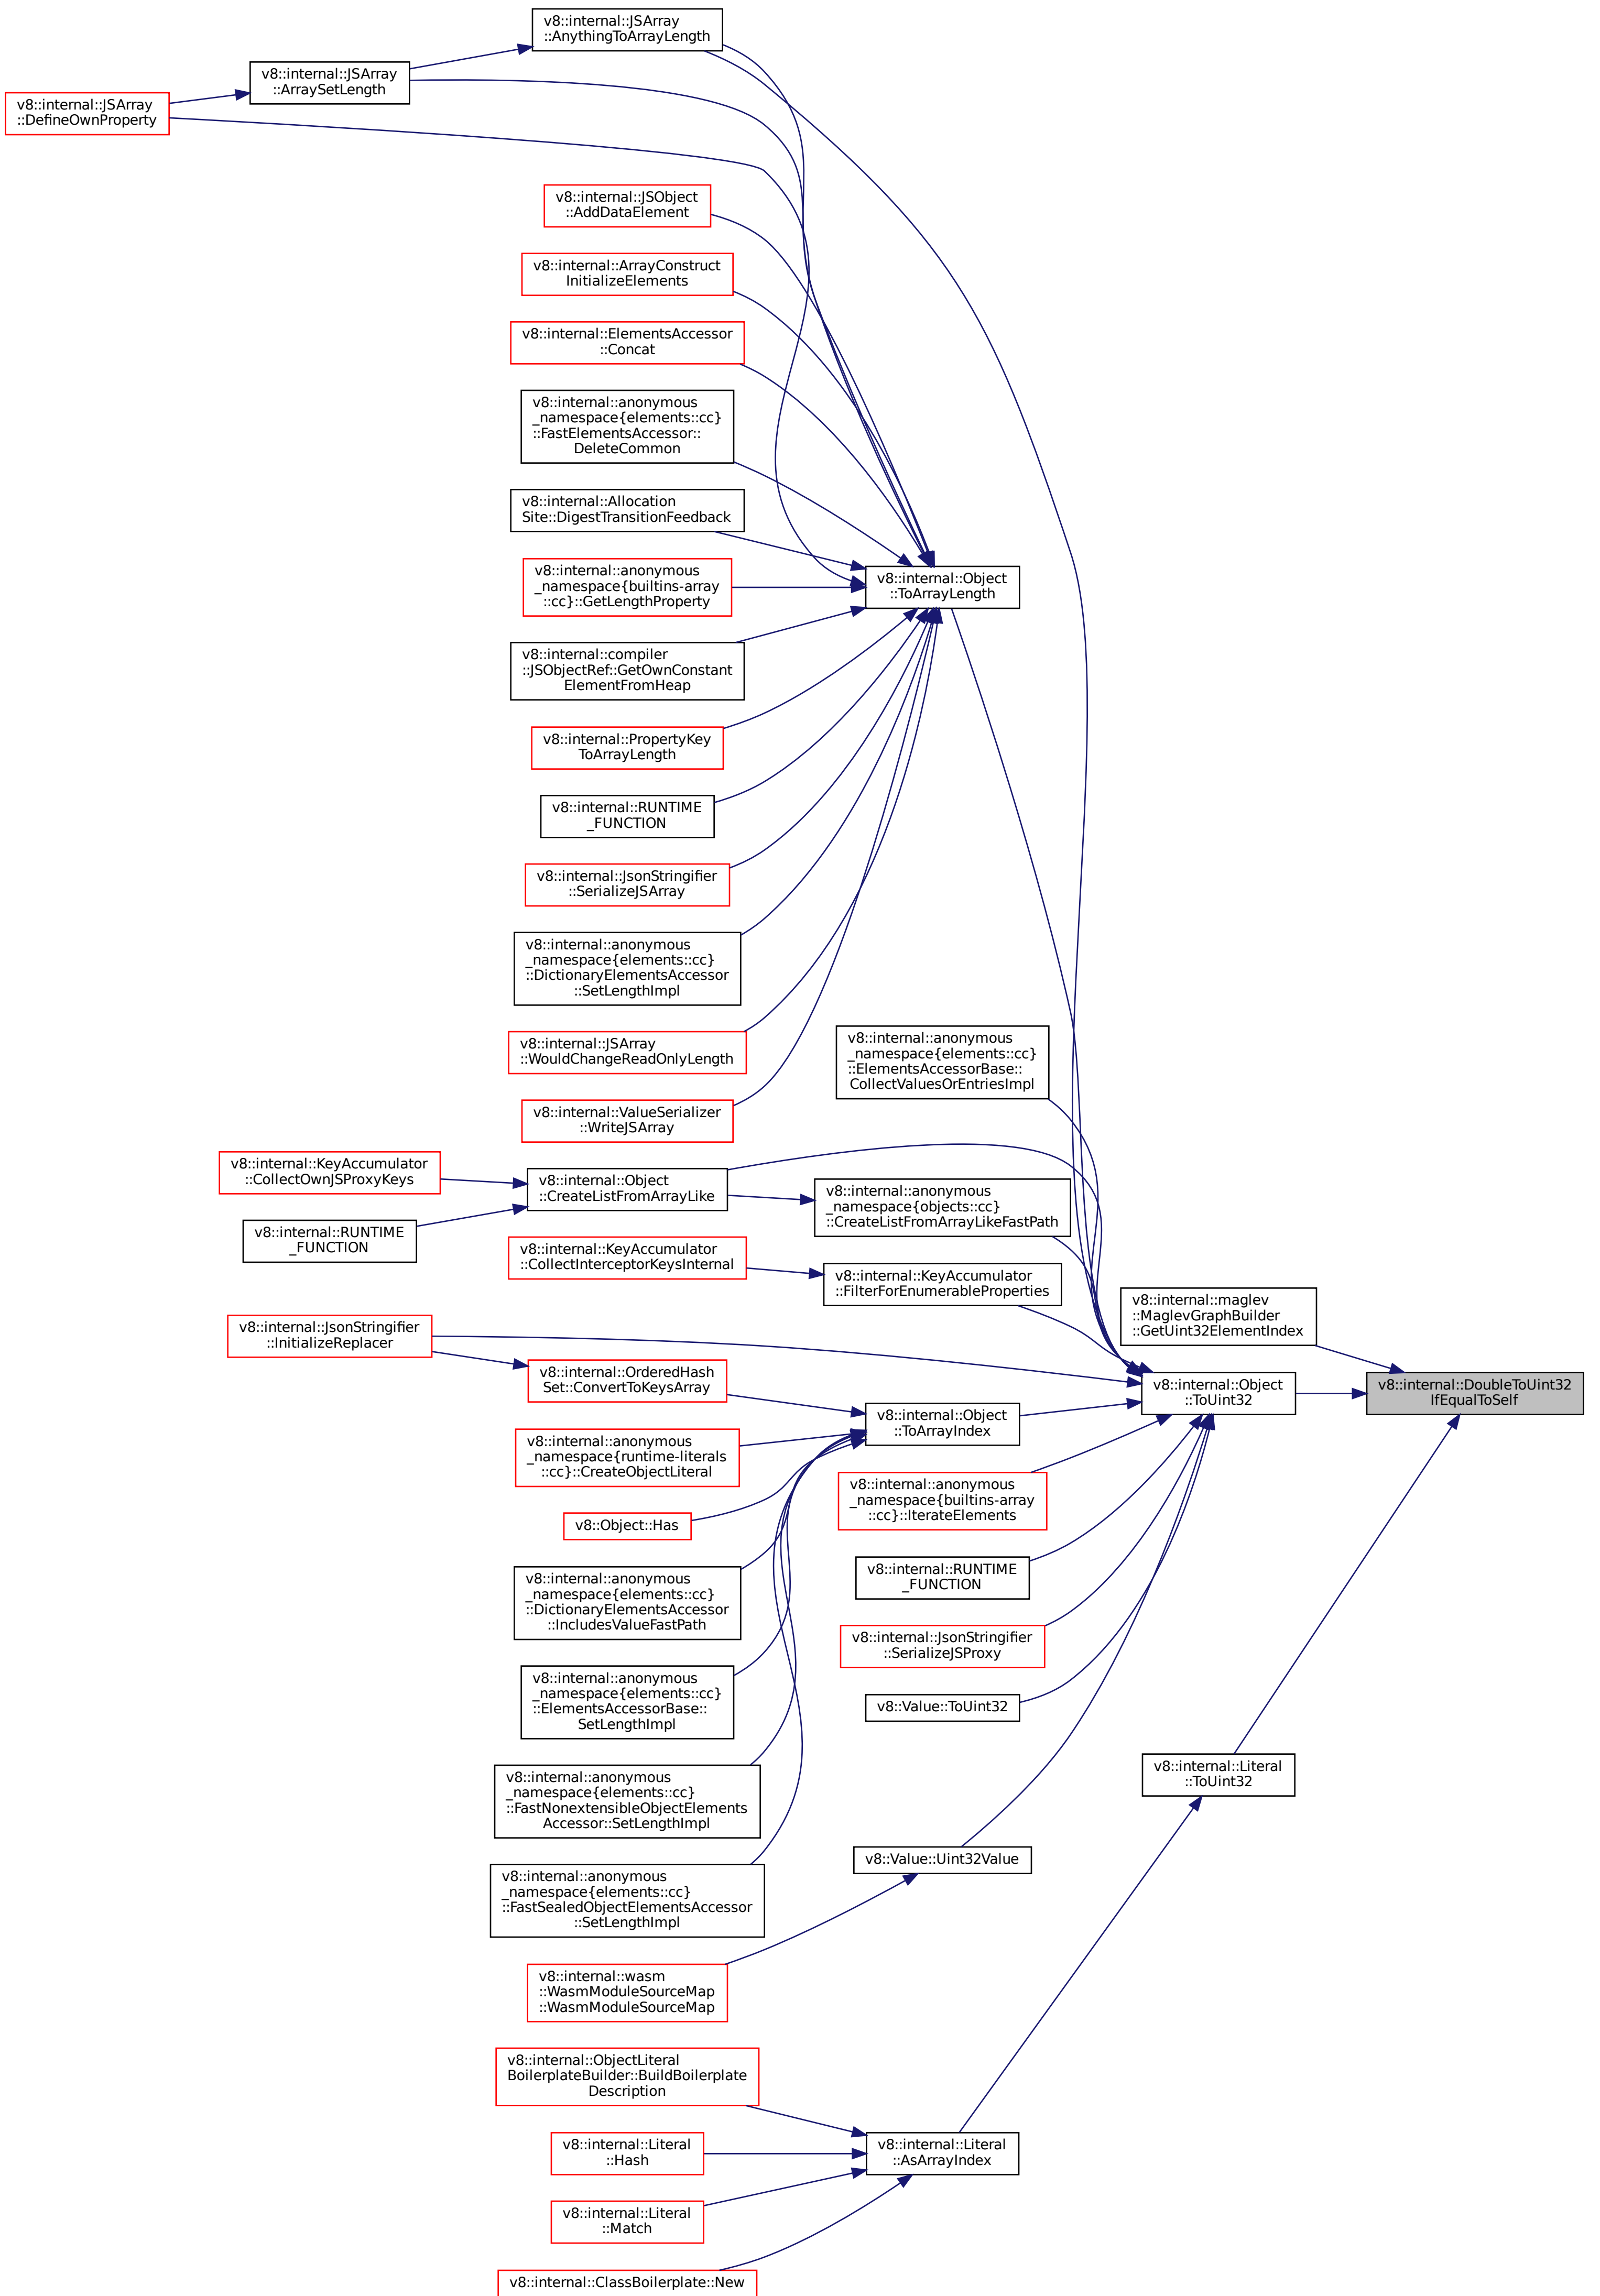 v8::internal::JSArray
::AnythingToArrayLength
v8::internal::JSArray
::ArraySetLength
v8::internal::JSArray
::DefineOwnProperty
v8::internal::JSObject
::AddDataElement
v8::internal::ArrayConstruct
InitializeElements
v8::internal::ElementsAccessor
::Concat
v8::internal::anonymous
_namespace{elements::cc}
::FastElementsAccessor::
DeleteCommon
v8::internal::Allocation
Site::DigestTransitionFeedback
v8::internal::anonymous
_namespace{builtins-array
::cc}::GetLengthProperty
v8::internal::Object
::ToArrayLength
v8::internal::compiler
::JSObjectRef::GetOwnConstant
ElementFromHeap
v8::internal::PropertyKey
ToArrayLength
v8::internal::RUNTIME
_FUNCTION
v8::internal::JsonStringifier
::SerializeJSArray
v8::internal::anonymous
_namespace{elements::cc}
::DictionaryElementsAccessor
::SetLengthImpl
v8::internal::JSArray
::WouldChangeReadOnlyLength
v8::internal::anonymous
_namespace{elements::cc}
::ElementsAccessorBase::
CollectValuesOrEntriesImpl
v8::internal::ValueSerializer
::WriteJSArray
v8::internal::KeyAccumulator
::CollectOwnJSProxyKeys
v8::internal::Object
::CreateListFromArrayLike
v8::internal::anonymous
_namespace{objects::cc}
::CreateListFromArrayLikeFastPath
v8::internal::RUNTIME
_FUNCTION
v8::internal::KeyAccumulator
::CollectInterceptorKeysInternal
v8::internal::KeyAccumulator
::FilterForEnumerableProperties
v8::internal::maglev
::MaglevGraphBuilder
::GetUint32ElementIndex
v8::internal::JsonStringifier
::InitializeReplacer
v8::internal::OrderedHash
Set::ConvertToKeysArray
v8::internal::Object
::ToUint32
v8::internal::DoubleToUint32
IfEqualToSelf
v8::internal::Object
::ToArrayIndex
v8::internal::anonymous
_namespace{runtime-literals
::cc}::CreateObjectLiteral
v8::internal::anonymous
_namespace{builtins-array
::cc}::IterateElements
v8::Object::Has
v8::internal::RUNTIME
_FUNCTION
v8::internal::anonymous
_namespace{elements::cc}
::DictionaryElementsAccessor
::IncludesValueFastPath
v8::internal::JsonStringifier
::SerializeJSProxy
v8::internal::anonymous
_namespace{elements::cc}
::ElementsAccessorBase::
SetLengthImpl
v8::Value::ToUint32
v8::internal::Literal
::ToUint32
v8::internal::anonymous
_namespace{elements::cc}
::FastNonextensibleObjectElements
Accessor::SetLengthImpl
v8::Value::Uint32Value
v8::internal::anonymous
_namespace{elements::cc}
::FastSealedObjectElementsAccessor
::SetLengthImpl
v8::internal::wasm
::WasmModuleSourceMap
::WasmModuleSourceMap
v8::internal::ObjectLiteral
BoilerplateBuilder::BuildBoilerplate
Description
v8::internal::Literal
::Hash
v8::internal::Literal
::AsArrayIndex
v8::internal::Literal
::Match
v8::internal::ClassBoilerplate::New